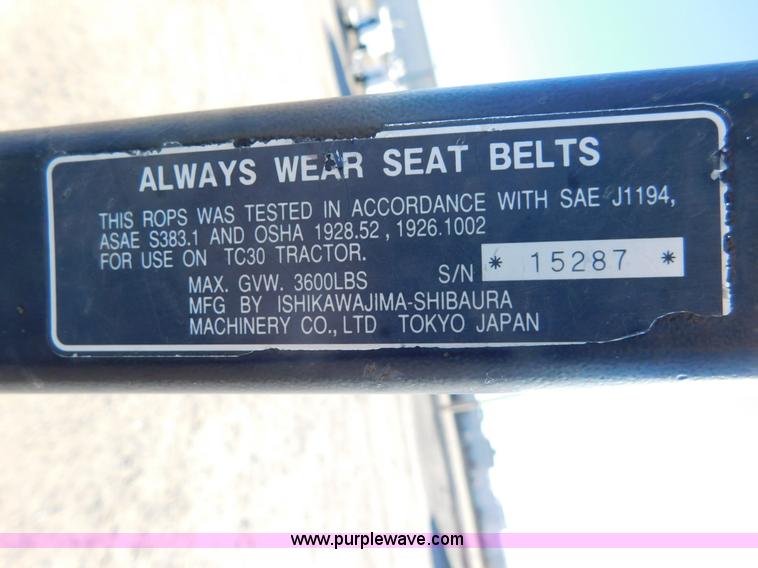 ALWAYS WEAR SEAT BELTS
THIS ROPS WAS TESTED IN ACCORDANCE WITH SAE J1194,
ASAE S383.1 AND OSHA 1928.52 , 1926.1002
FOR USE ON TC30 TRACTOR.
MAX. GVW. 3600LBS S/N * 15287 *
MFG BY ISHIKAWAJIMA-SHIBAURA
MACHINERY CO., LTD TOKYO JAPAN
www.purplewave.com